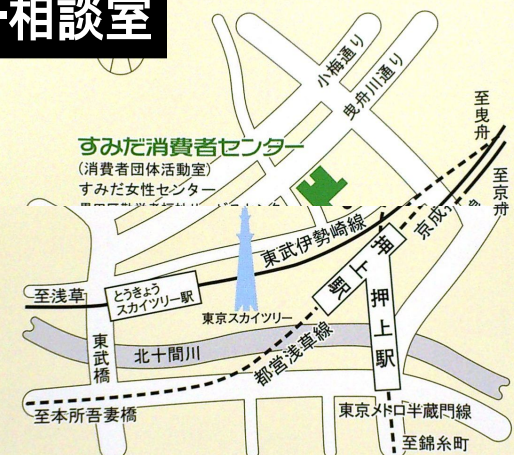 相談室
小梅通り
曳舟川通り
至曳舟
すみだ消費者センター
(消費者団体活動室)
すみだ女性センター
至京
東武伊勢崎線
京成
押上駅
至浅草
とうきょう
スカイツリー駅
東京スカイツリー
押上駅
東武橋
北十間川
都営浅草線
至本所吾妻橋
東京メトロ半蔵門線
至錦糸町